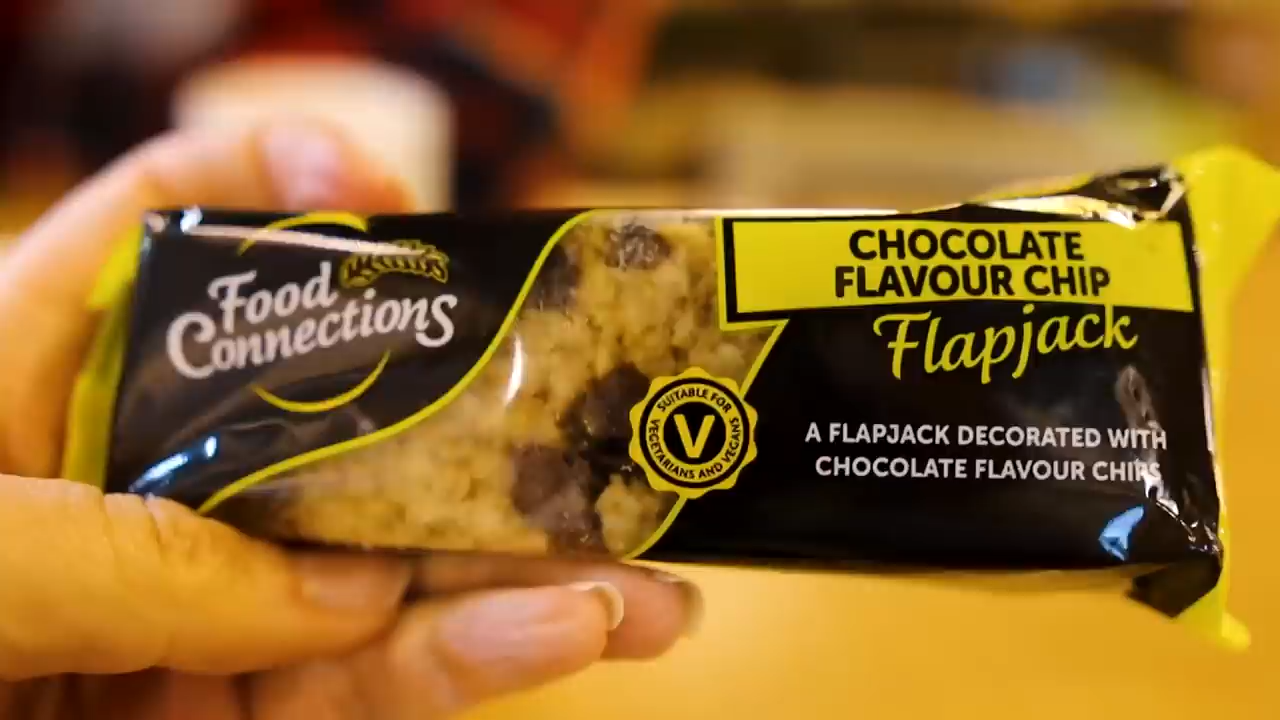 Food
Connections
CHOCOLATE
FLAVOUR CHIP
Flapjack
SUITABLE FOR
V
VEGETARIANS AND VEGANS
A FLAPJACK DECORATED WITH
CHOCOLATE FLAVOUR CHIPS